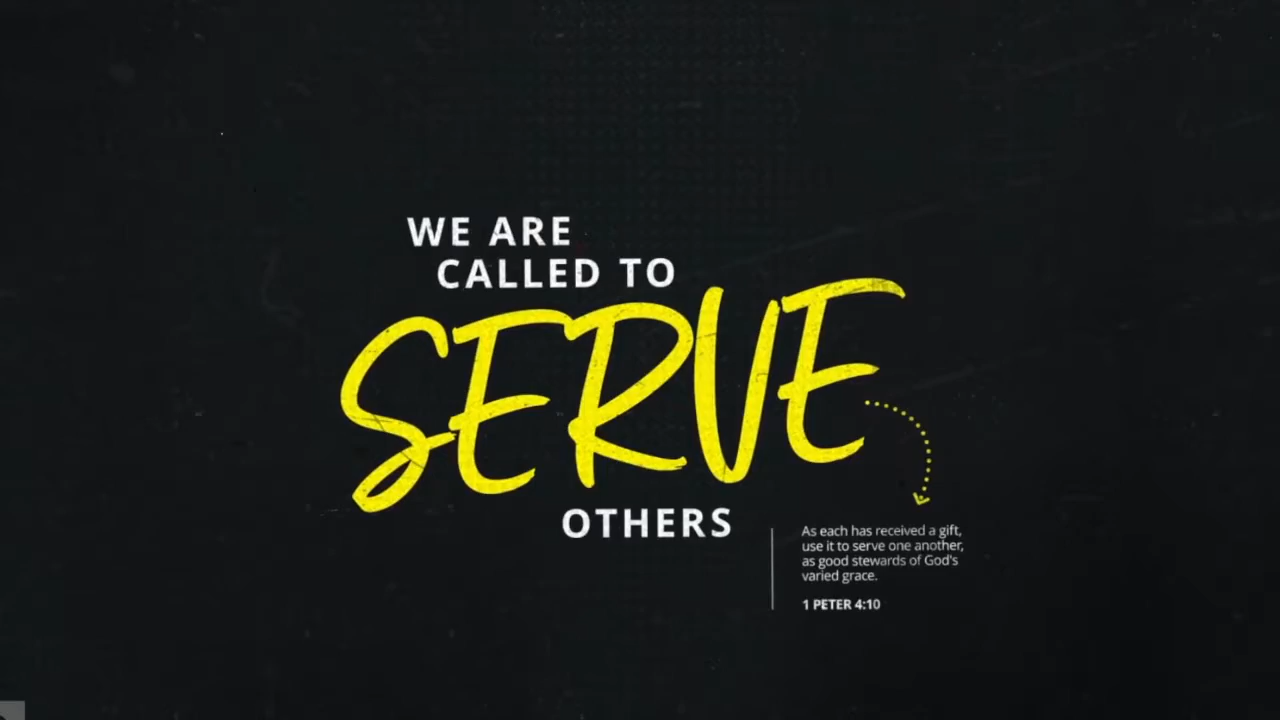 WE ARE
CALLED TO
SERVE
OTHERS
As each has received a gift,
use it to serve one another,
as good stewards of God's
varied grace.
1 PETER 4:10